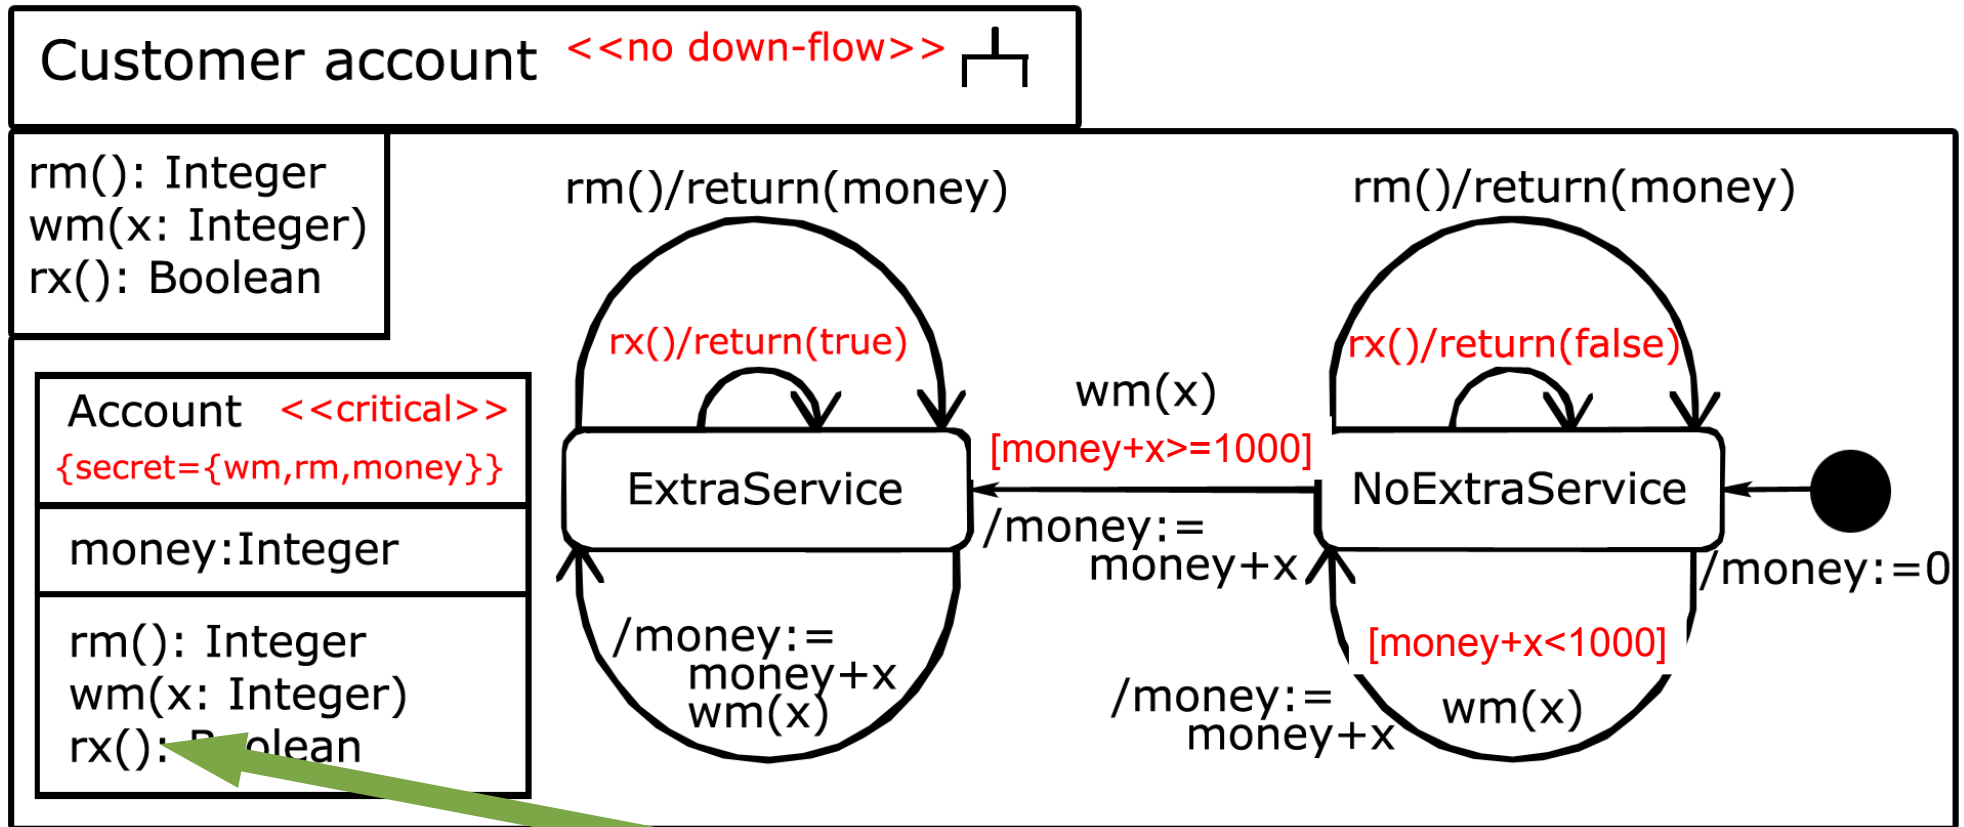 Customer account <<no down-flow>>
rm(): Integer
wm(x: Integer)
rx(): Boolean
Account <<critical>>
{secret={wm,rm,money}}
money:Integer
rm(): Integer
wm(x: Integer)
rx(): Boolean
rm()/return(money)
rx()/return(true)
ExtraService
/money:=
money+x
wm(x)
wm(x)
[money+x>=1000]
/money:=
money+x
rm()/return(money)
rx()/return(false)
NoExtraService
/money:=0
[money+x<1000]
wm(x)
/money:=
money+x